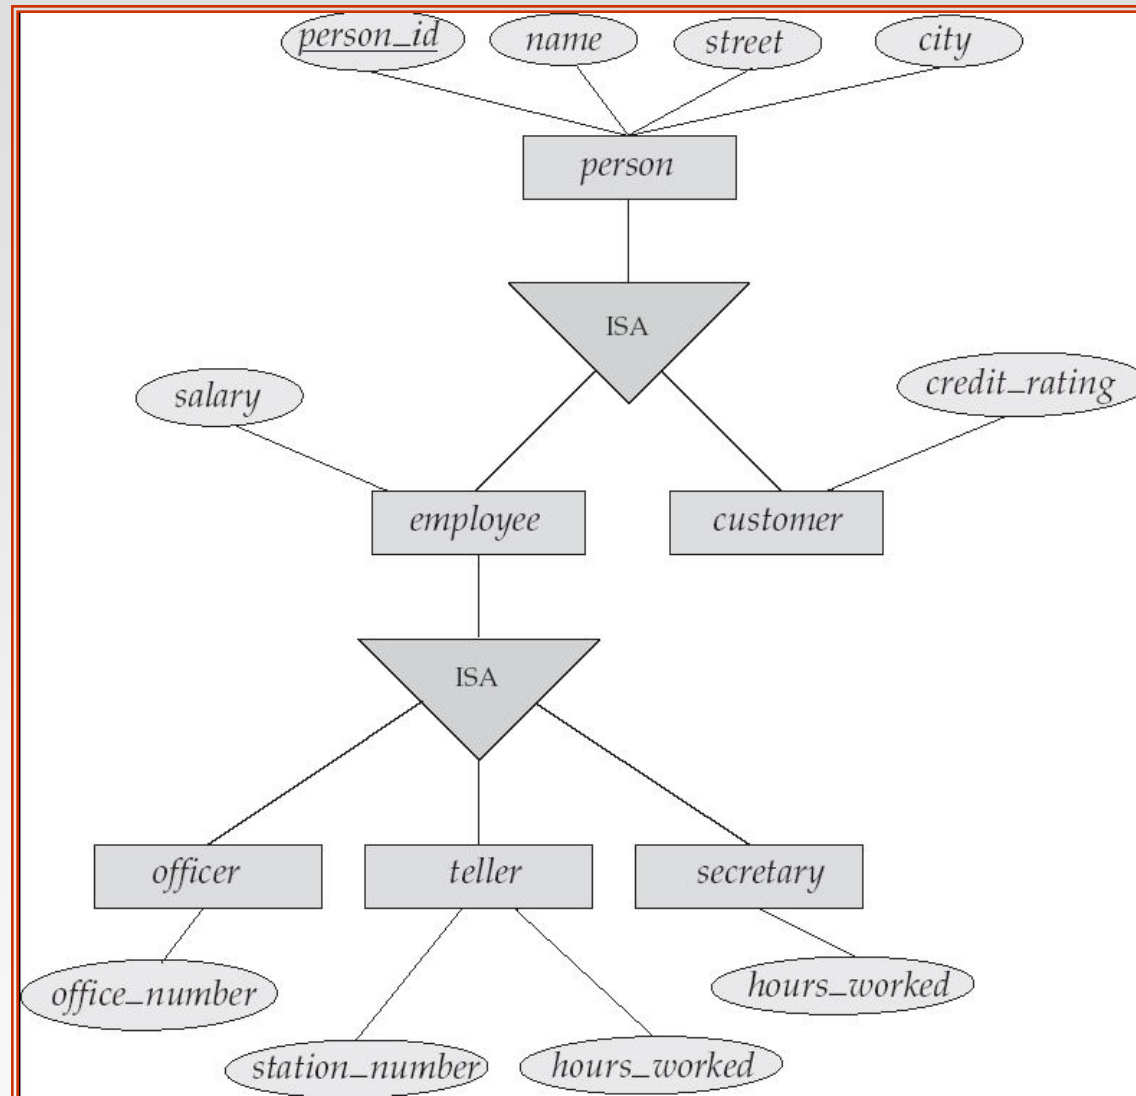 person_id
name
street
city
person
ISA
salary
credit_rating
employee
customer
ISA
officer
teller
secretary
office_number
hours_worked
station_number
hours_worked